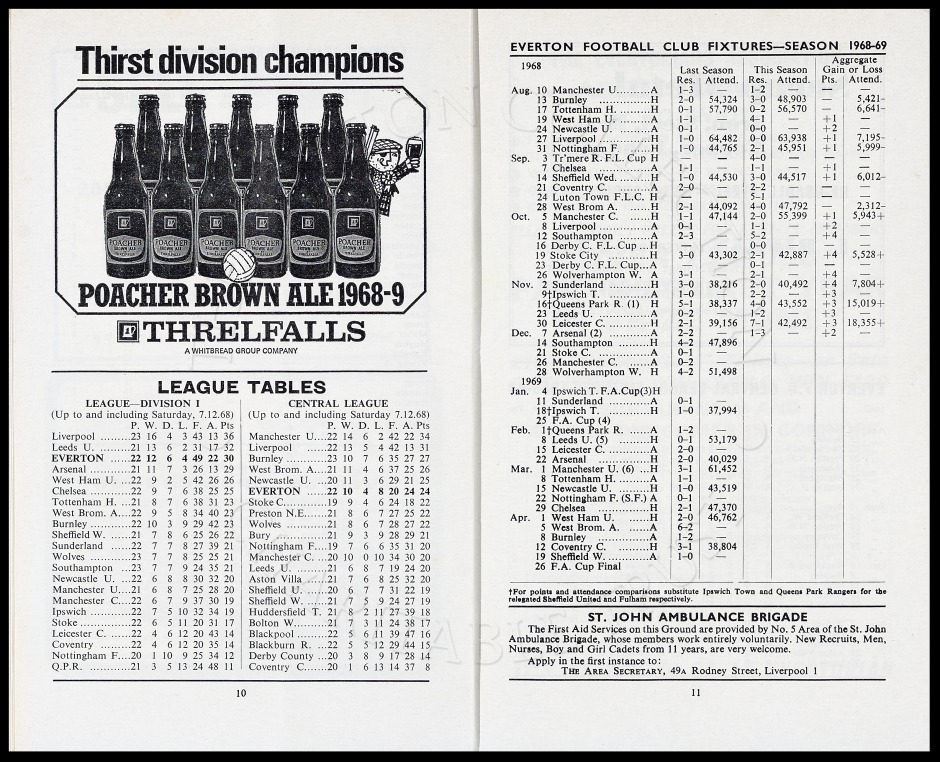 Thirst division champions
POACHER BROWN ALE
POACHER BROWN ALE
POACHER BROWN ALE
POACHER BROWN ALE
POACHER BROWN ALE
POACHER BROWN ALE
POACHER BROWN ALE 1968-9
THRELFALLS
A WHITBREAD GROUP COMPANY
LEAGUE TABLES
LEAGUE—DIVISION I
(Up to and including Saturday, 7.12.68)
P. W. D. L. F. A. Pts
Liverpool ........23 16 4 3 43 13 36
Leeds U. .........21 13 6 2 31 17 32
EVERTON ......22 12 6 4 49 22 30
Arsenal ...........21 11 7 3 26 13 29
West Ham U. ...22 9 2 5 42 26 26
Chelsea ..........22 9 7 6 38 25 25
Tottenham H. ...21 8 7 6 38 31 23
West Brom. A...22 9 5 8 34 40 23
Burnley ..........22 10 3 9 29 42 23
Sheffield W. .....21 7 8 6 25 26 22
Sunderland ......22 7 7 8 27 39 21
Wolves ...........23 7 7 8 25 25 21
Southampton ...23 7 7 9 24 35 21
Newcastle U. ...22 6 8 8 30 32 20
Manchester U...21 6 8 7 25 28 20
Manchester C...22 6 7 9 37 30 19
Ipswich ..........22 7 5 10 32 34 19
Stoke .............22 6 5 11 20 31 17
Leicester C. ......22 4 6 12 20 43 14
Coventry ........22 4 6 12 20 35 14
Nottingham F...20 1 10 9 25 34 12
Q.P.R. ............21 3 5 13 24 48 11
CENTRAL LEAGUE
(Up to and including Saturday, 7.12.68)
P. W. D. L. F. A. Pts
Manchester U....22 14 6 2 42 22 34
Liverpool ......22 13 5 4 42 13 31
Burnley ..........23 10 7 6 35 27 27
West Brom. A....21 11 4 6 37 25 26
Newcastle U. ...20 11 3 6 29 21 25
EVERTON ......22 10 4 8 20 24 24
Stoke C. ..........19 9 4 6 24 18 22
Preston N.E.......21 8 6 7 27 25 22
Wolves ..........21 8 6 7 28 27 22
Bury ..............21 9 3 9 28 29 21
Nottingham F....19 7 6 6 35 31 20
Manchester C. ..20 10 0 10 34 30 20
Leeds U. ........21 6 8 7 19 24 20
Aston Villa ......21 7 6 8 25 32 20
Sheffield U. ......20 6 7 7 31 22 19
Sheffield W. ......21 7 5 9 24 27 19
Huddersfield T. 21 8 2 11 27 39 18
Bolton W..........21 7 3 11 24 38 17
Blackpool .......22 5 6 11 39 47 16
Blackburn R. ...22 5 5 12 29 44 15
Derby County ...20 3 8 9 17 28 14
Coventry C.......20 1 6 13 14 37 8
10
EVERTON FOOTBALL CLUB FIXTURES—SEASON 1968-69
1968 Last Season This Season Aggregate Gain or Loss
Res. Attend. Res. Attend. Pts. Attend.
Aug. 10 Manchester U..........A 1–3 — 1–2 — — —
13 Burnley ................H 2–0 54,324 3–0 48,903 — 5,421-
17 Tottenham H. ..........H 0–1 57,790 0–2 56,570 — 6,641-
19 West Ham U. ..........A 1–1 — 4–1 — +1 —
24 Newcastle U. ..........A 0–1 — 0–0 — +2 —
27 Liverpool ..............H 1–0 64,482 0–0 63,938 +1 7,195-
31 Nottingham F. ......H 1–0 44,765 2–1 45,951 +1 5,999-
Sep. 3 Tr'mere R. F.L. Cup H — — 4–0 — — —
7 Chelsea ................A 1–1 — 1–1 — +1 —
14 Sheffield Wed. ........H 1–0 44,530 3–0 44,517 +1 6,012-
21 Coventry C. ..........A 2–0 — 2–2 — — —
24 Luton Town F.L.C. H — — 5–1 — — —
28 West Brom A. ..........H 2–1 44,092 4–0 47,792 — 2,312-
Oct. 5 Manchester C. ......H 1–1 47,144 2–0 55,399 +1 5,943+
8 Liverpool ..............A 0–1 — 1–1 — +2 —
12 Southampton ..........A 2–3 — 5–2 — +4 —
16 Derby C. F.L. Cup ...H — — 0–0 — — —
19 Stoke City ............H 3–0 43,302 2–1 42,887 +4 5,528+
23 Derby C. F.L. Cup...A — — 0–1 — — —
26 Wolverhampton W. A 3–1 — 2–1 — +4 —
Nov. 2 Sunderland ............H 3–0 38,216 2–0 40,492 +4 7,804+
9†Ipswich T. ............A 1–0 — 2–2 — +3 —
16†Queens Park R. (1) H 5–1 38,337 4–0 43,552 +3 15,019+
23 Leeds U. ..............A 0–2 — 1–2 — +3 —
30 Leicester C. ............H 2–1 39,156 7–1 42,492 +3 18,355+
Dec. 7 Arsenal (2) ............A 2–2 — 1–3 — +2 —
14 Southampton ..........H 4–2 47,896
21 Stoke C. ..............A 0–1 —
26 Manchester C. ........A 0–2 —
28 Wolverhampton W. H 4–2 51,498
1969
Jan. 4 Ipswich T. F.A.Cup(3)H
11 Sunderland ............A 0–1 —
18†Ipswich T. ............H 1–0 37,994
25 F.A. Cup (4)
Feb. 1†Queens Park R. ......A 1–2 —
8 Leeds U. (5) ..........H 0–1 53,179
15 Leicester C. ............A 2–0 —
22 Arsenal ................H 2–0 40,029
Mar. 1 Manchester U. (6) ...H 3–1 61,452
8 Tottenham H. ..........A 1–1 —
15 Newcastle U. ..........H 1–0 43,519
22 Nottingham F. (S.F.) A 0–1 —
29 Chelsea ................H 2–1 47,370
Apr. 1 West Ham U. ..........H 2–0 46,762
5 West Brom. A. ........A 6–2 —
8 Burnley ................A 1–2 —
12 Coventry C. ..........H 3–1 38,804
19 Sheffield W. ..........A 1–0 —
26 F.A. Cup Final
†For points and attendance comparisons substitute Ipswich Town and Queens Park Rangers for the
relegated Sheffield United and Fulham respectively.
ST. JOHN AMBULANCE BRIGADE
The First Aid Services on this Ground are provided by No. 5 Area of the St. John
Ambulance Brigade, whose members work entirely voluntarily. New Recruits, Men,
Nurses, Boy and Girl Cadets from 11 years, are very welcome.
Apply in the first instance to:
THE AREA SECRETARY, 49A Rodney Street, Liverpool 1
11